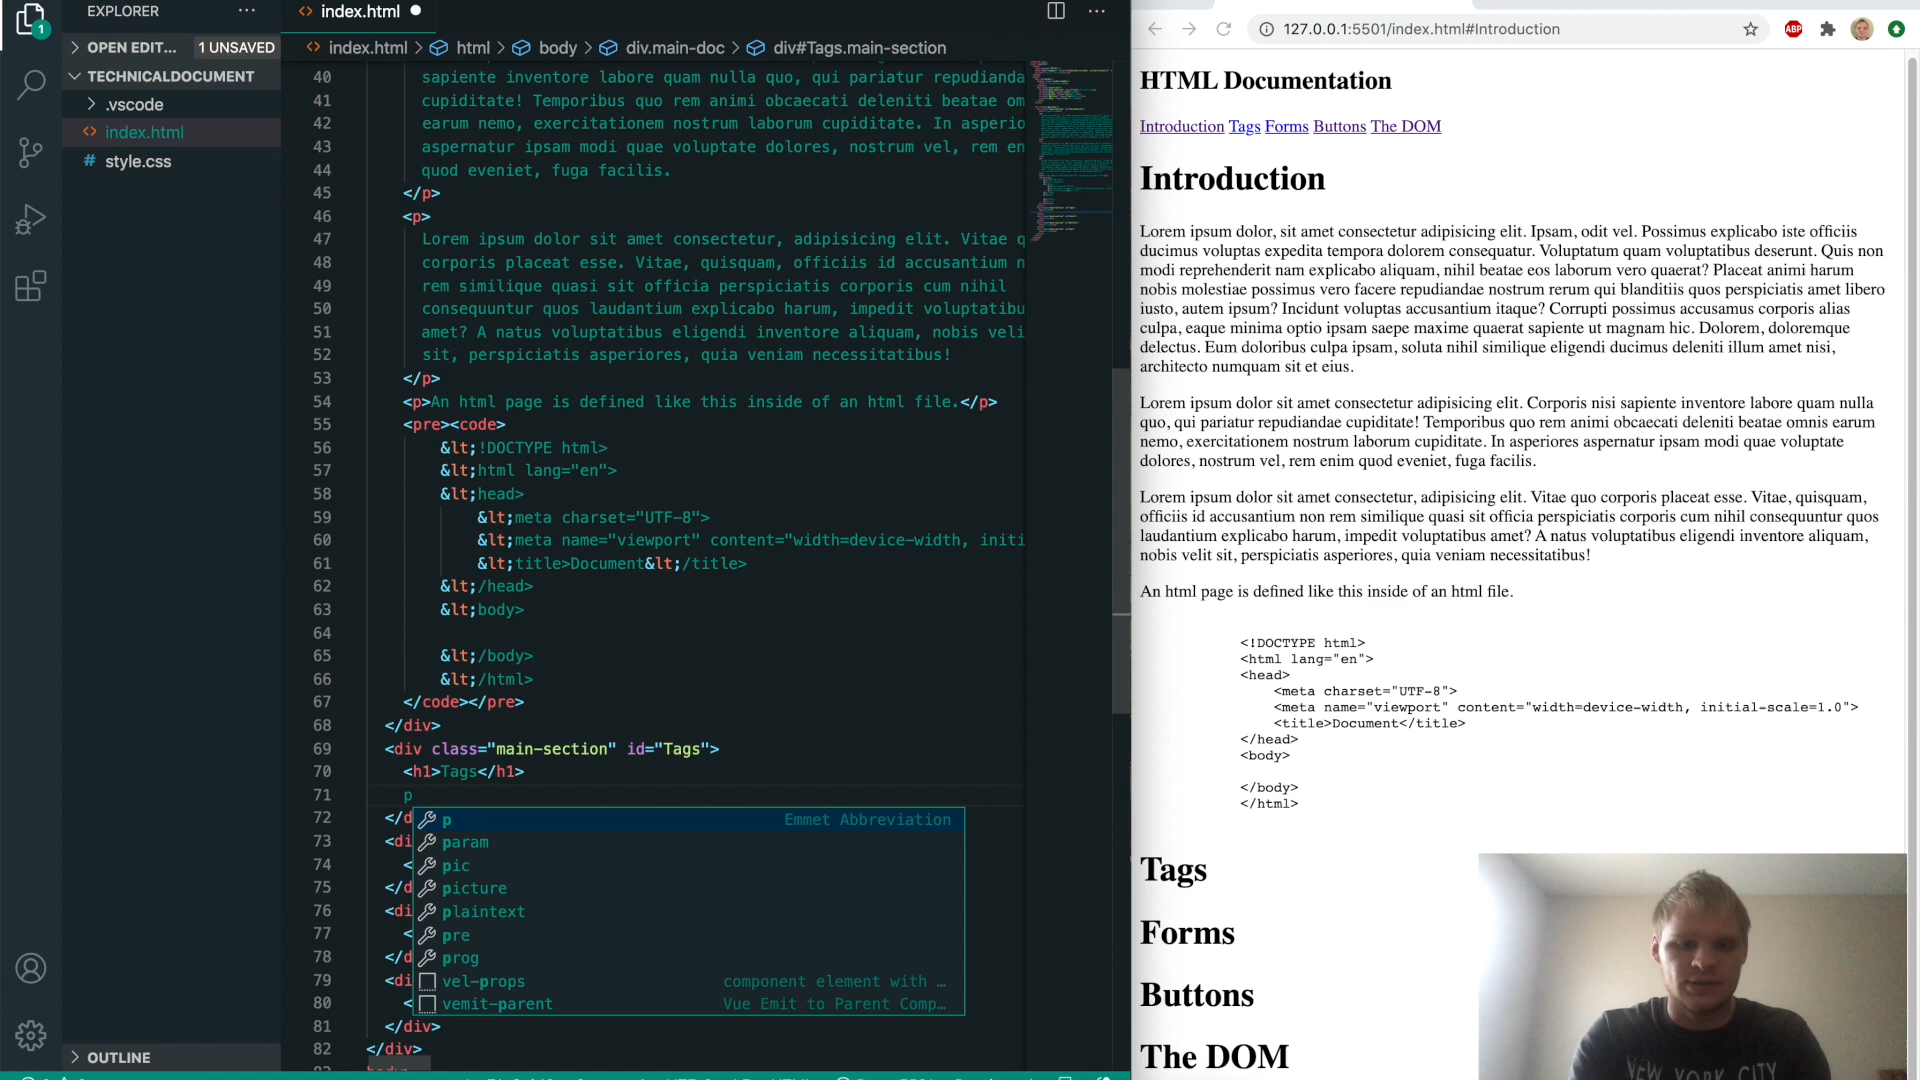 EXPLORER
1
OPEN EDIT... 1 UNSAVED
TECHNICALDOCUMENT
.vscode
index.html
style.css
OUTLINE
index.html
index.html > html > body > div.main-doc > div#Tags.main-section
40 sapiente inventore labore quam nulla quo, qui pariatur repudianda
41 cupiditate! Temporibus quo rem animi obcaecati deleniti beatae om
42 earum nemo, exercitationem nostrum laborum cupiditate. In asperio
43 aspernatur ipsam modi quae voluptate dolores, nostrum vel, rem en
44 quod eveniet, fuga facilis.
45 </p>
46 <p>
47 Lorem ipsum dolor sit amet consectetur, adipisicing elit. Vitae q
48 corporis placeat esse. Vitae, quisquam, officiis id accusantium n
49 rem similique quasi sit officia perspiciatis corporis cum nihil
50 consequuntur quos laudantium explicabo harum, impedit voluptatibu
51 amet? A natus voluptatibus eligendi inventore aliquam, nobis veli
52 sit, perspiciatis asperiores, quia veniam necessitatibus!
53 </p>
54 <p>An html page is defined like this inside of an html file.</p>
55 <pre><code>
56 &lt;!DOCTYPE html>
57 &lt;html lang="en">
58 &lt;head>
59 &lt;meta charset="UTF-8">
60 &lt;meta name="viewport" content="width=device-width, initi
61 &lt;title>Document&lt;/title>
62 &lt;/head>
63 &lt;body>
64
65 &lt;/body>
66 &lt;/html>
67 </code></pre>
68 </div>
69 <div class="main-section" id="Tags">
70 <h1>Tags</h1>
71 p
72 </d
73 <di
74 <
75 </d
76 <di
77 <
78 </d
79 <di
80 <
81 </div>
82 </div>
p Emmet Abbreviation
param
pic
picture
plaintext
pre
prog
vel-props component element with …
vemit-parent Vue Emit to Parent Comp…
127.0.0.1:5501/index.html#Introduction
ABP
HTML Documentation
Introduction Tags Forms Buttons The DOM
Introduction
Lorem ipsum dolor, sit amet consectetur adipisicing elit. Ipsam, odit vel. Possimus explicabo iste officiis
ducimus voluptas expedita tempora dolorem consequatur. Voluptatum quam voluptatibus deserunt. Quis non
modi reprehenderit nam explicabo aliquam, nihil beatae eos laborum vero quaerat? Placeat animi harum
nobis molestiae possimus vero facere repudiandae nostrum rerum qui blanditiis quos perspiciatis amet libero
iusto, autem ipsum? Incidunt voluptas accusantium itaque? Corrupti possimus accusamus corporis alias
culpa, eaque minima optio ipsam saepe maxime quaerat sapiente ut magnam hic. Dolorem, doloremque
delectus. Eum doloribus culpa ipsam, soluta nihil similique eligendi ducimus deleniti illum amet nisi,
architecto numquam sit et eius.
Lorem ipsum dolor sit amet consectetur adipisicing elit. Corporis nisi sapiente inventore labore quam nulla
quo, qui pariatur repudiandae cupiditate! Temporibus quo rem animi obcaecati deleniti beatae omnis earum
nemo, exercitationem nostrum laborum cupiditate. In asperiores aspernatur ipsam modi quae voluptate
dolores, nostrum vel, rem enim quod eveniet, fuga facilis.
Lorem ipsum dolor sit amet consectetur, adipisicing elit. Vitae quo corporis placeat esse. Vitae, quisquam,
officiis id accusantium non rem similique quasi sit officia perspiciatis corporis cum nihil consequuntur quos
laudantium explicabo harum, impedit voluptatibus amet? A natus voluptatibus eligendi inventore aliquam,
nobis velit sit, perspiciatis asperiores, quia veniam necessitatibus!
An html page is defined like this inside of an html file.
<!DOCTYPE html>
<html lang="en">
<head>
<meta charset="UTF-8">
<meta name="viewport" content="width=device-width, initial-scale=1.0">
<title>Document</title>
</head>
<body>
</body>
</html>
Tags
Forms
Buttons
The DOM
NEW YORK CITY